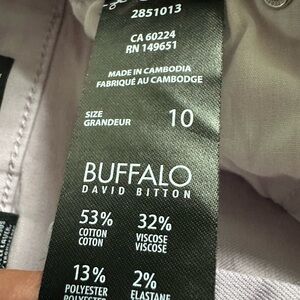 2851013
CA 60224
RN 149651
MADE IN CAMBODIA
FABRIQUÉ AU CAMBODGE
SIZE
GRANDEUR 10
BUFFALO
DAVID BITTON
53% 32%
COTTON VISCOSE
COTON VISCOSE
13% 2%
POLYESTER ELASTANE
POLYESTER